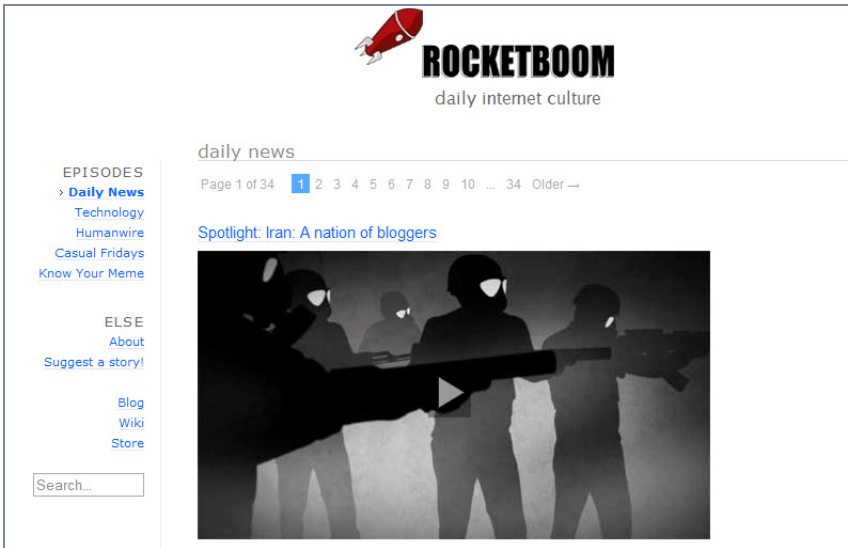 ROCKETBOOM
daily internet culture
daily news
Page 1 of 34 1 2 3 4 5 6 7 8 9 10 ... 34 Older →
EPISODES
› Daily News
Technology
Humanwire
Casual Fridays
Know Your Meme
ELSE
About
Suggest a story!
Blog
Wiki
Store
Search...
Spotlight: Iran: A nation of bloggers